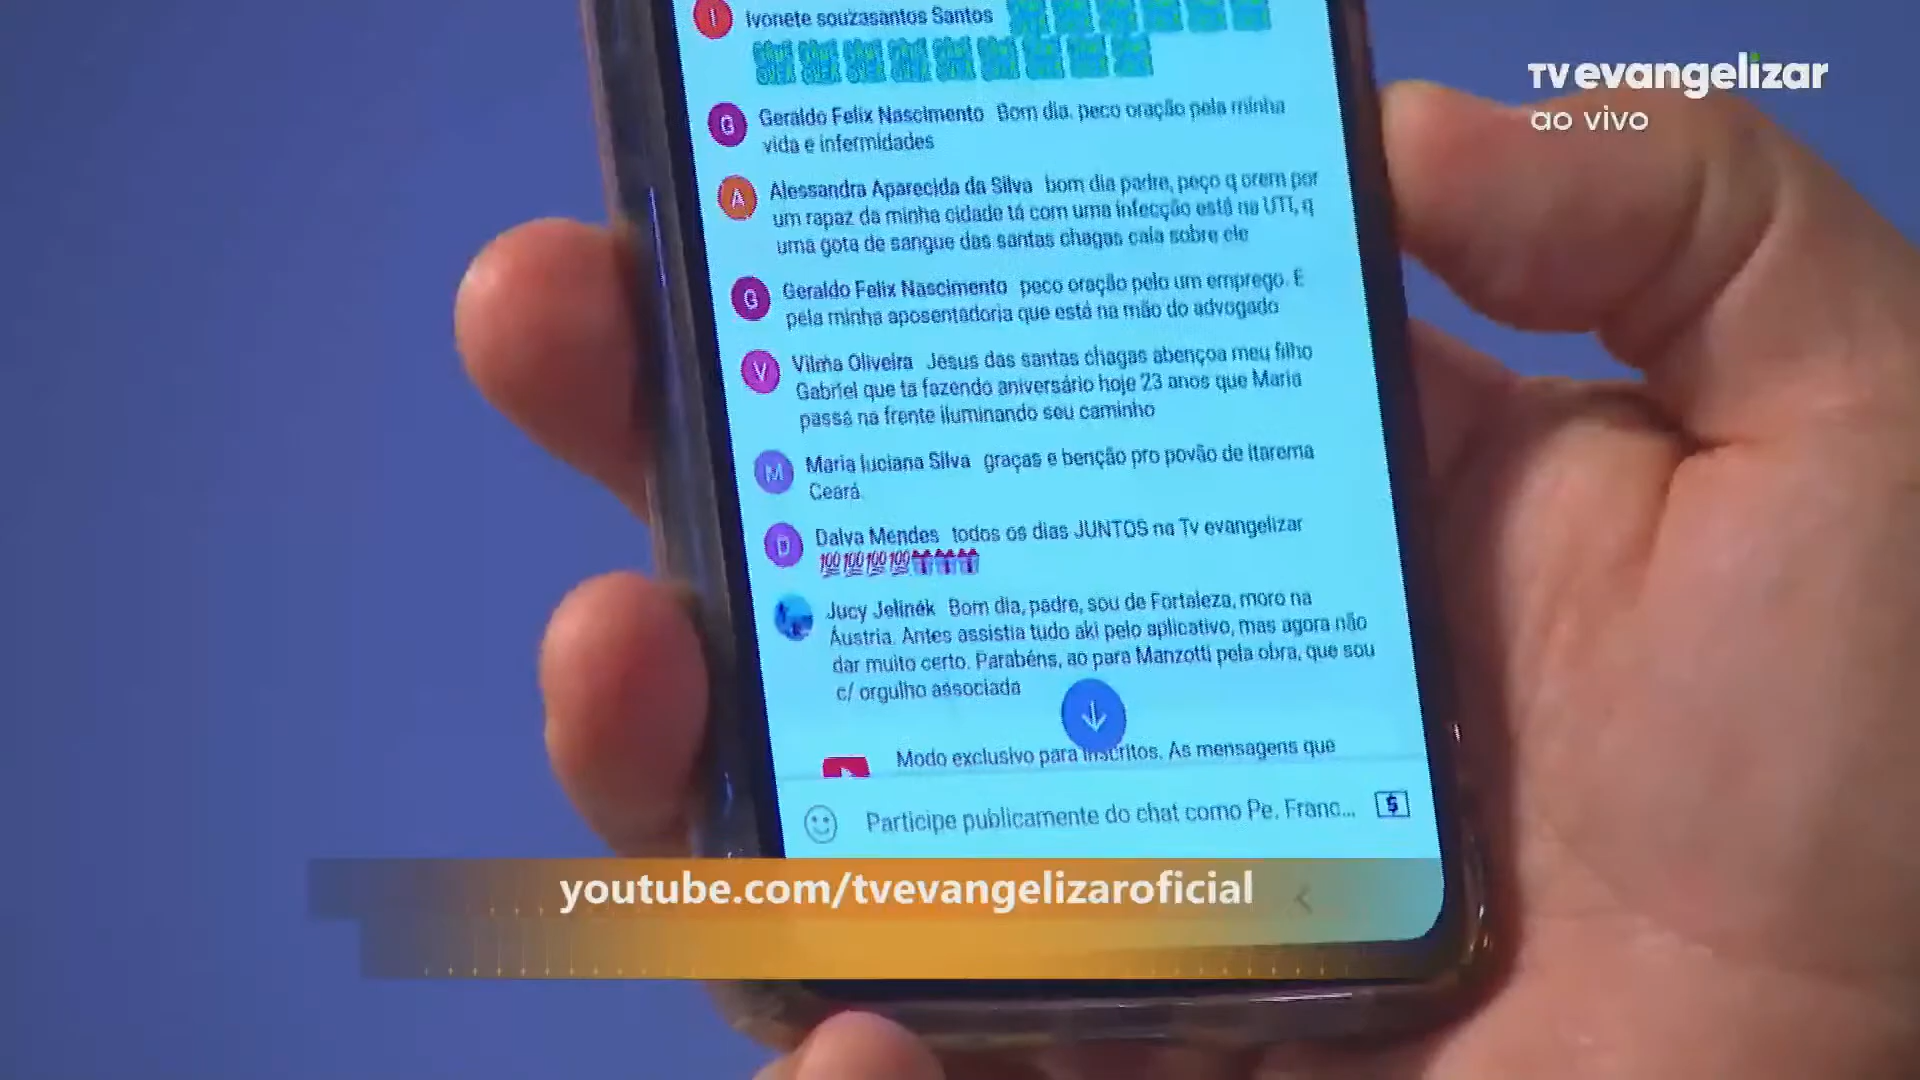 Ivonete souzasantos Santos
TV evangelizar
ao vivo
G Geraldo Felix Nascimento Bom dia. peco oração pela minha
vida e infermidades
A Alessandra Aparecida da Silva bom dia padre, peço q orem por
um rapaz da minha cidade tá com uma infecção está na UTI, q
uma gota de sangue das santas chagas caia sobre ele
G Geraldo Felix Nascimento peco oração pelo um emprego. E
pela minha aposentadoria que está na mão do advogado
V Vilma Oliveira Jesus das santas chagas abençoa meu filho
Gabriel que ta fazendo aniversário hoje 23 anos que Maria
passa na frente iluminando seu caminho
M Maria luciana Silva graças e benção pro povão de Itarema
Ceará
D Dalva Mendes todos os dias JUNTOS na Tv evangelizar
💯💯💯💯🎁🎁🎁
Jucy Jelinék Bom dia, padre, sou de Fortaleza, moro na
Áustria. Antes assistia tudo aki pelo aplicativo, mas agora não
dar muito certo. Parabéns, ao para Manzotti pela obra, que sou
c/ orgulho associada
Modo exclusivo para inscritos. As mensagens que
Participe publicamente do chat como Pe. Franc... $
youtube.com/tvevangelizaroficial